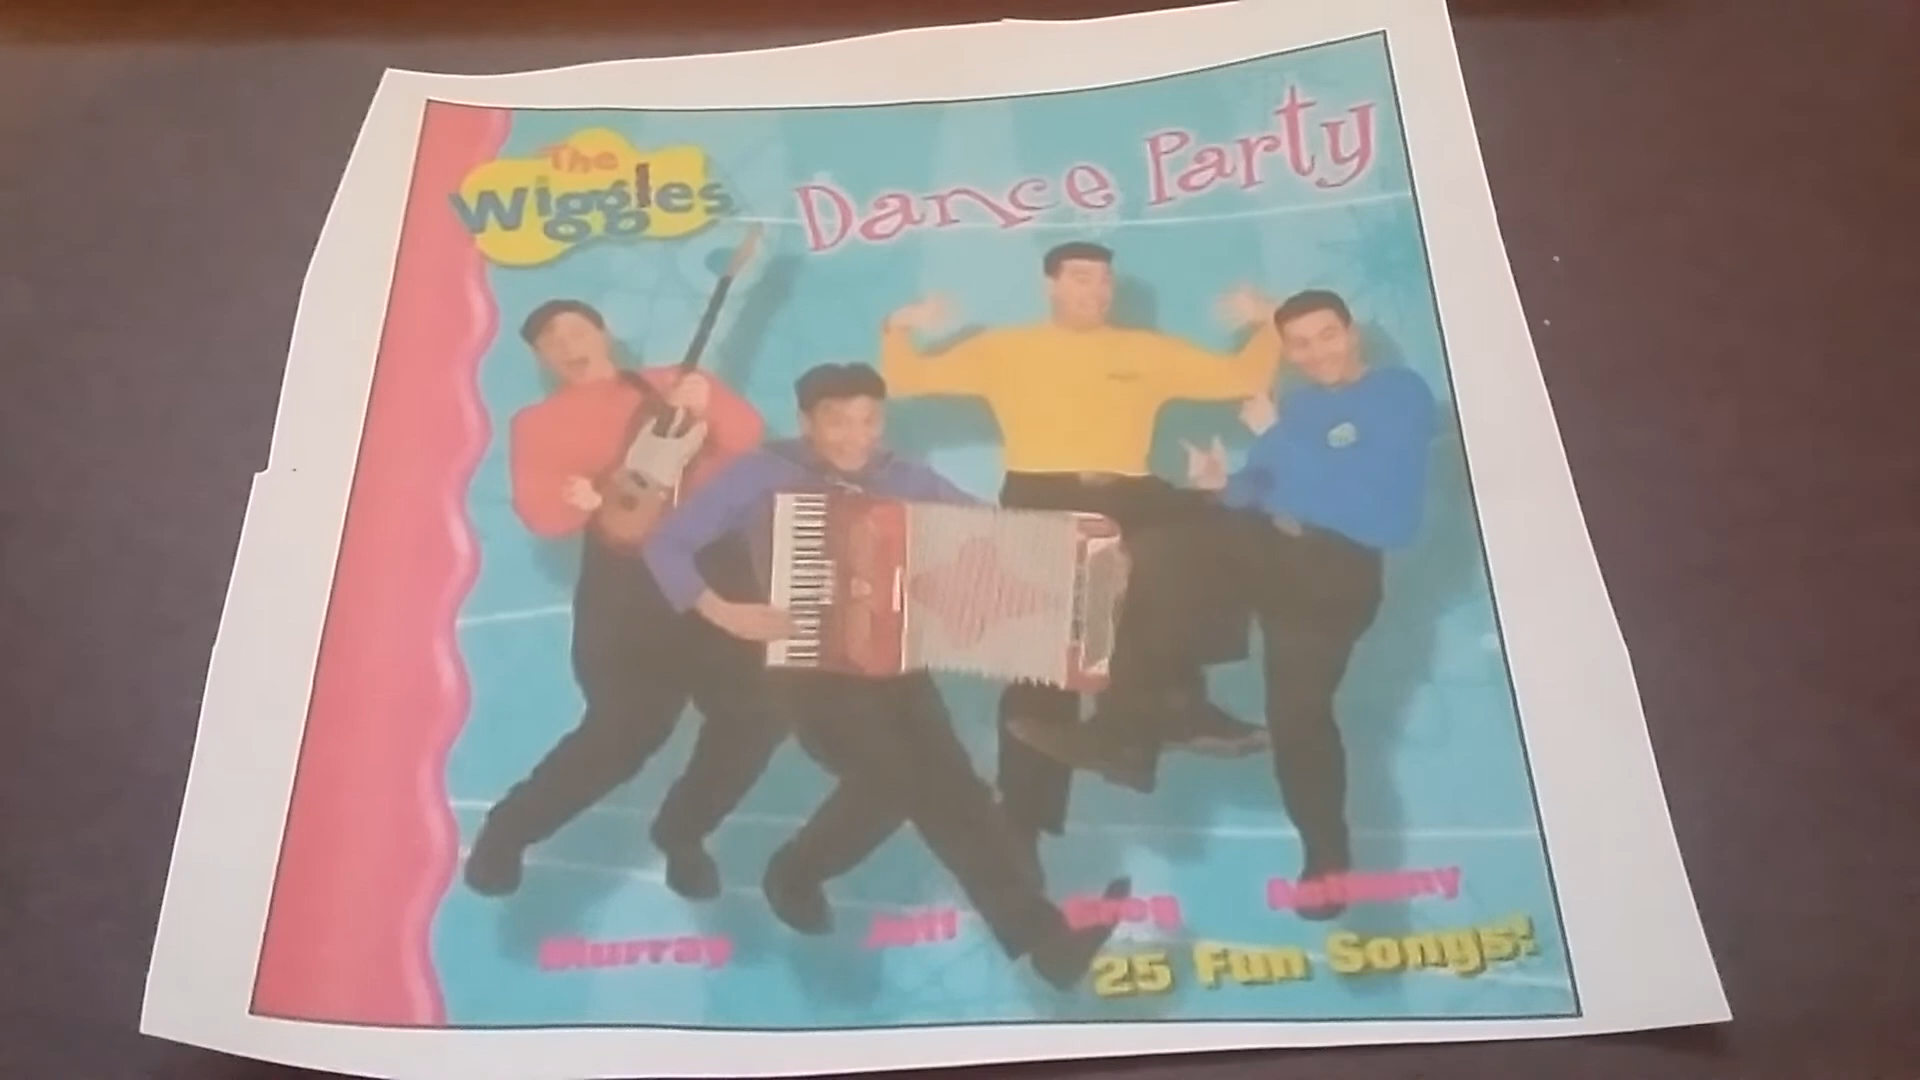 The
Wiggles
Dance Party
Murray
Jeff
Greg
Anthony
25 Fun Songs!